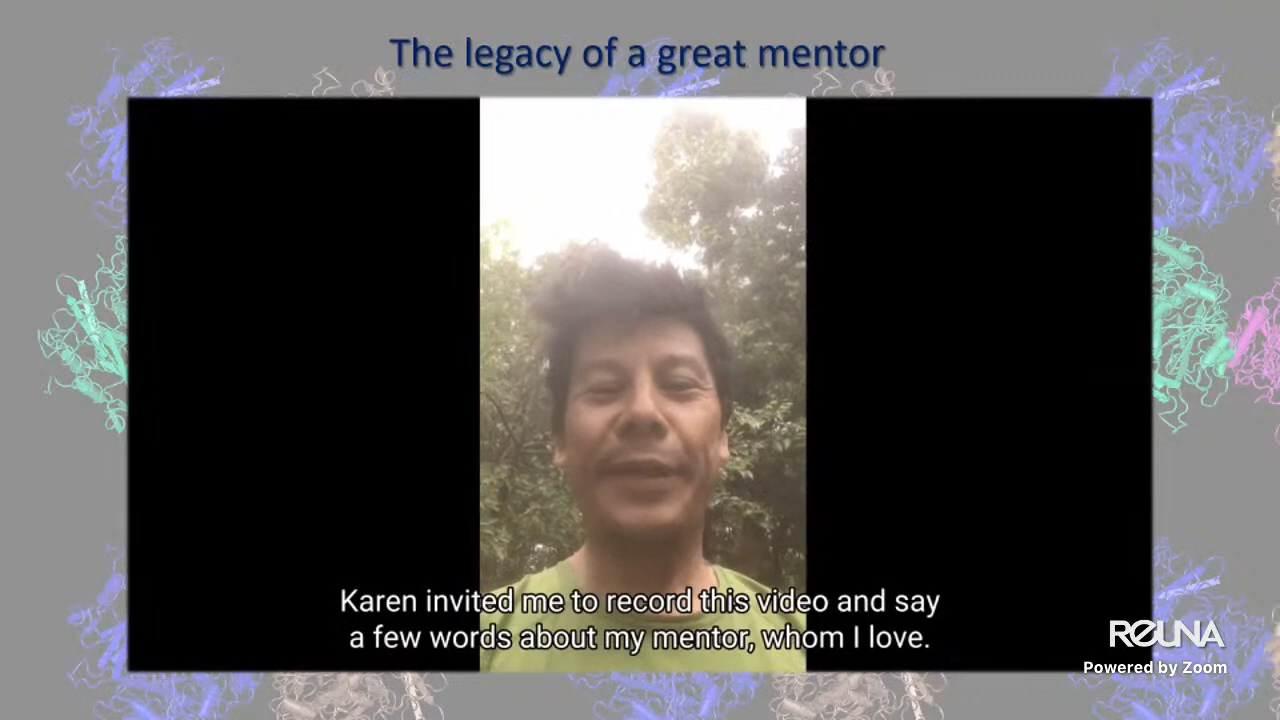 The legacy of a great mentor
Karen invited me to record this video and say
a few words about my mentor, whom I love.
REUNA
Powered by Zoom